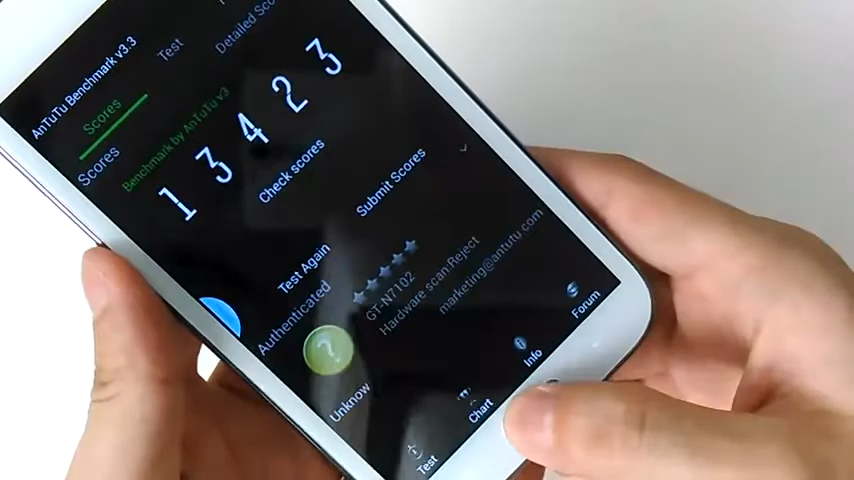 AnTuTu Benchmark v3.3
Scores
Test
Detailed Sco
Scores
Benchmark by AnTuTu v3
13423
Check scores
Submit Scores
Test Again
Authenticated
?
Unknow
★★★★★
GT-N7102
Hardware scan Reject
marketing@antutu.com
Test
Chart
Info
Forum